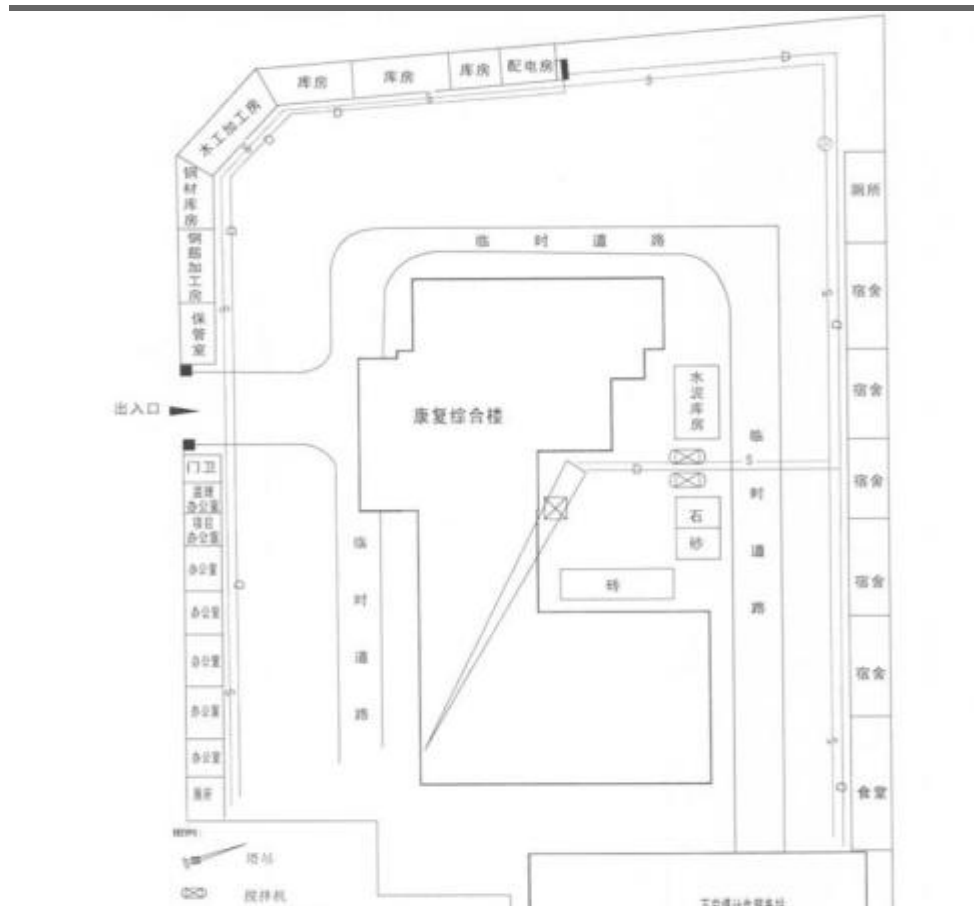 库房
库房
库房
配电房
木工加工房
钢材库房
钢筋加工房
保管室
出入口
门卫
监理
办公室
项目
办公室
办公室
办公室
办公室
办公室
办公室
厕所
D
S
D
S
D
S
D
S
D
S
D
S
D
S
D
S
D
临时道路
临时道路
临时道路
康复综合楼
水泥库房
石
砂
砖
厕所
宿舍
宿舍
宿舍
宿舍
宿舍
食堂
塔吊
搅拌机